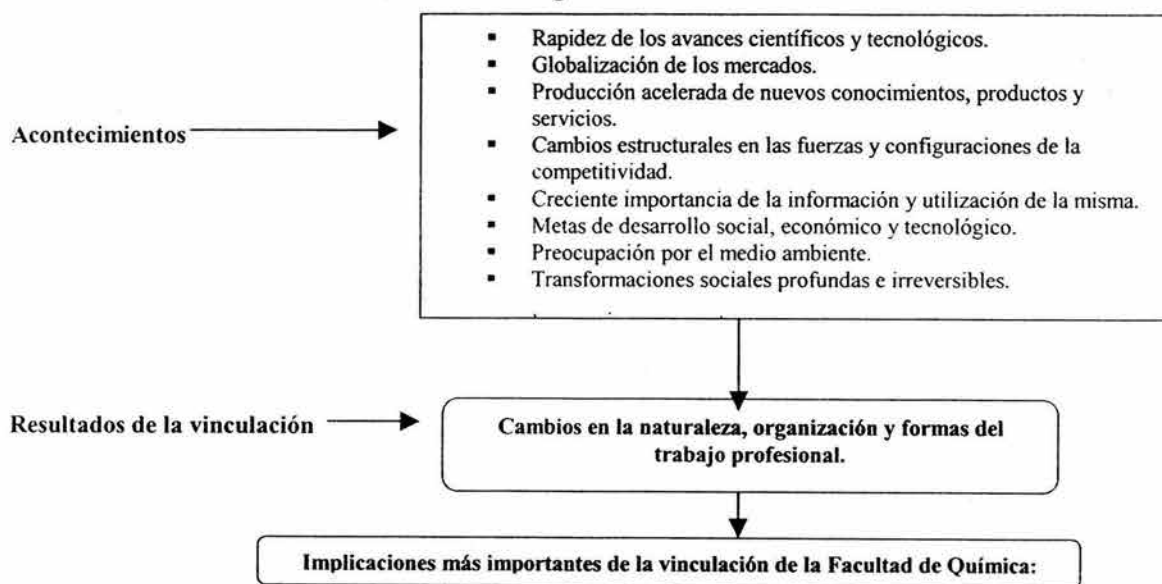 ▪ Rapidez de los avances científicos y tecnológicos.
▪ Globalización de los mercados.
▪ Producción acelerada de nuevos conocimientos, productos y
servicios.
Acontecimientos
▪ Cambios estructurales en las fuerzas y configuraciones de la
competitividad.
▪ Creciente importancia de la información y utilización de la misma.
▪ Metas de desarrollo social, económico y tecnológico.
▪ Preocupación por el medio ambiente.
▪ Transformaciones sociales profundas e irreversibles.
Resultados de la vinculación
Cambios en la naturaleza, organización y formas del
trabajo profesional.
Implicaciones más importantes de la vinculación de la Facultad de Química: